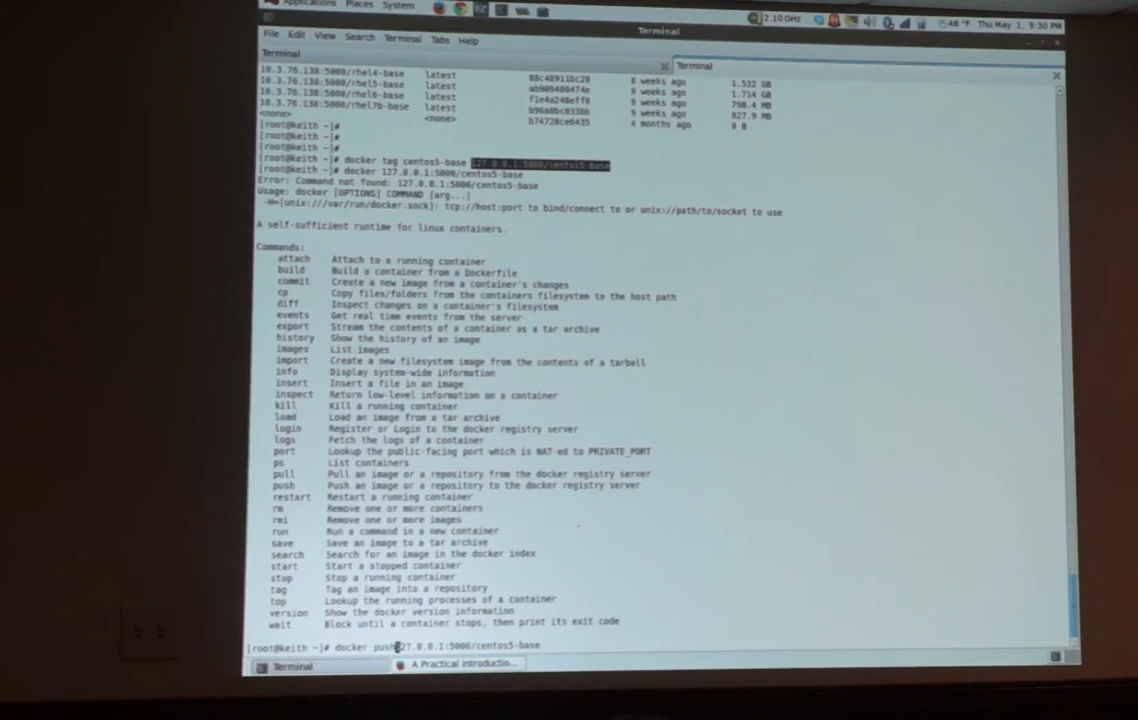 Applications Places System 2.10 GHz 48 °F Thu May 1, 9:30 PM
Terminal
File Edit View Search Terminal Tabs Help
Terminal Terminal
10.3.76.138:5000/rhel4-base latest 88c48911bc28 8 weeks ago 1.532 GB
10.3.76.138:5000/rhel5-base latest ab909400474e 9 weeks ago 1.714 GB
10.3.76.138:5000/rhel6-base latest f1e4a248eff8 9 weeks ago 798.4 MB
10.3.76.138:5000/rhel7b-base latest 9 weeks ago 827.9 MB
<none> <none> b74728ce6435 4 months ago 0 B
[root@keith ~]#
[root@keith ~]#
[root@keith ~]#
[root@keith ~]# docker tag centos5-base 127.0.0.1:5000/centos5-base
[root@keith ~]# docker 127.0.0.1:5000/centos5-base
Error: Command not found: 127.0.0.1:5000/centos5-base
Usage: docker [OPTIONS] COMMAND [arg...]
-H=[unix:///var/run/docker.sock]: tcp://host:port to bind/connect to or unix://path/to/socket to use
A self-sufficient runtime for linux containers.
Commands:
attach Attach to a running container
build Build a container from a Dockerfile
commit Create a new image from a container's changes
cp Copy files/folders from the containers filesystem to the host path
diff Inspect changes on a container's filesystem
events Get real time events from the server
export Stream the contents of a container as a tar archive
history Show the history of an image
images List images
import Create a new filesystem image from the contents of a tarball
info Display system-wide information
insert Insert a file in an image
inspect Return low-level information on a container
kill Kill a running container
load Load an image from a tar archive
login Register or Login to the docker registry server
logs Fetch the logs of a container
port Lookup the public-facing port which is NAT-ed to PRIVATE_PORT
ps List containers
pull Pull an image or a repository from the docker registry server
push Push an image or a repository to the docker registry server
restart Restart a running container
rm Remove one or more containers
rmi Remove one or more images
run Run a command in a new container
save Save an image to a tar archive
search Search for an image in the docker index
start Start a stopped container
stop Stop a running container
tag Tag an image into a repository
top Lookup the running processes of a container
version Show the docker version information
wait Block until a container stops, then print its exit code
[root@keith ~]# docker push 27.0.0.1:5000/centos5-base
Terminal A Practical Introductio...